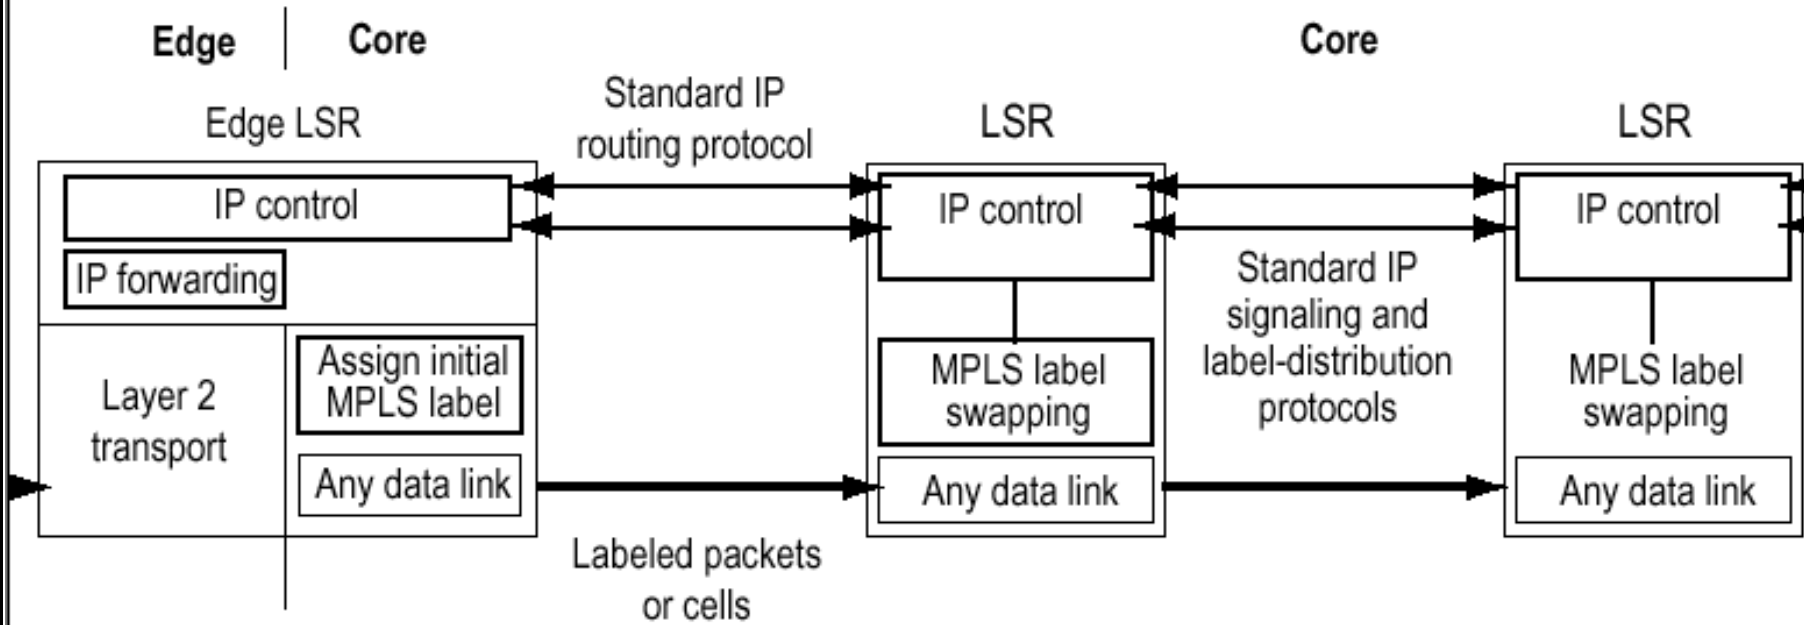 Edge
Core
Core
Edge LSR
Standard IP
routing protocol
LSR
LSR
IP control
IP control
IP control
IP forwarding
Layer 2
transport
Assign initial
MPLS label
Any data link
MPLS label
swapping
Any data link
Standard IP
signaling and
label-distribution
protocols
MPLS label
swapping
Any data link
Labeled packets
or cells